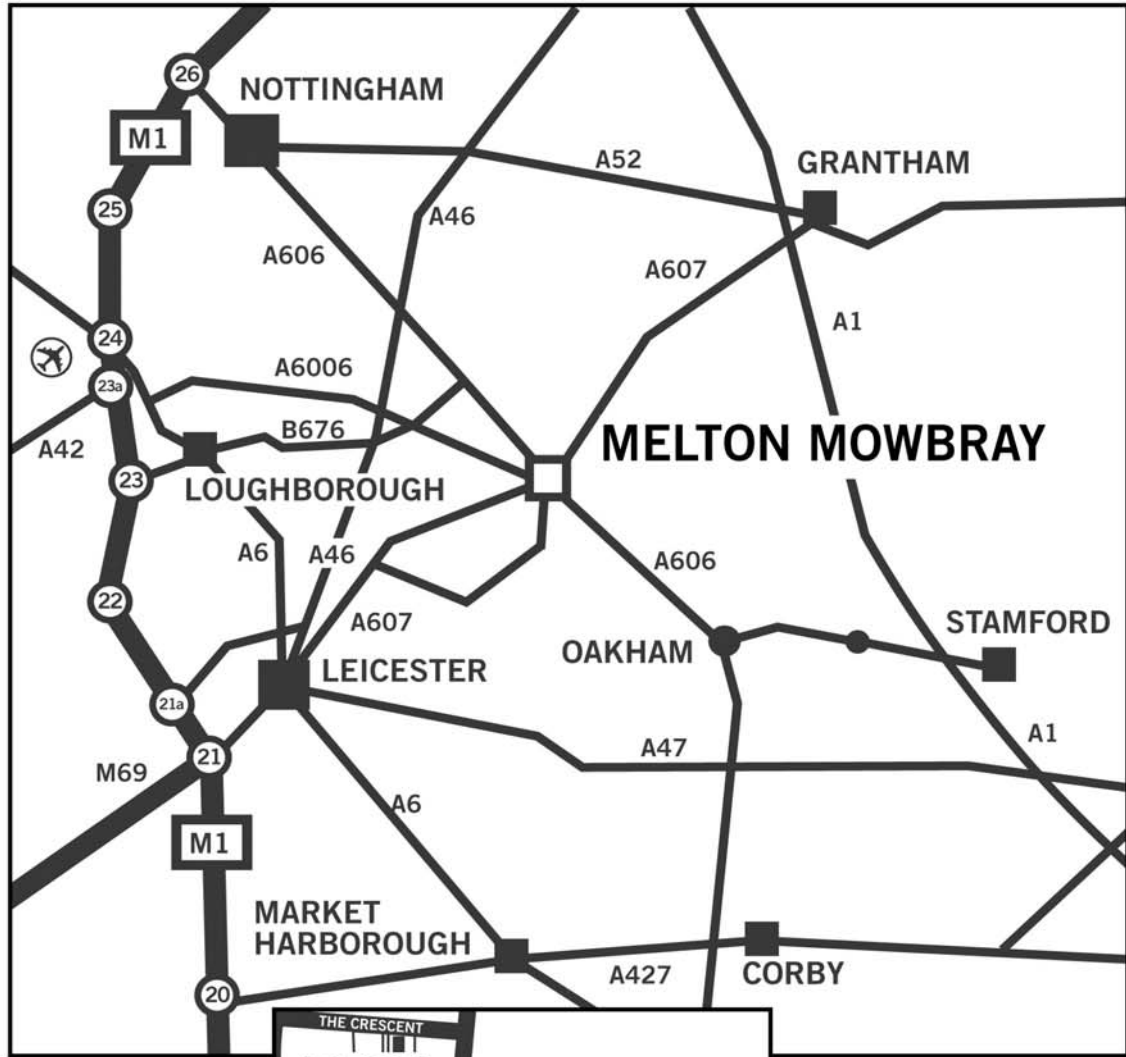 26
NOTTINGHAM
M1
A52
GRANTHAM
25
A46
A606
A607
A1
24
A6006
23a
A42
B676
MELTON MOWBRAY
23
LOUGHBOROUGH
A6
A46
A606
22
A607
STAMFORD
OAKHAM
LEICESTER
21a
A1
A47
21
M69
A6
M1
MARKET
HARBOROUGH
A427
CORBY
20
THE CRESCENT